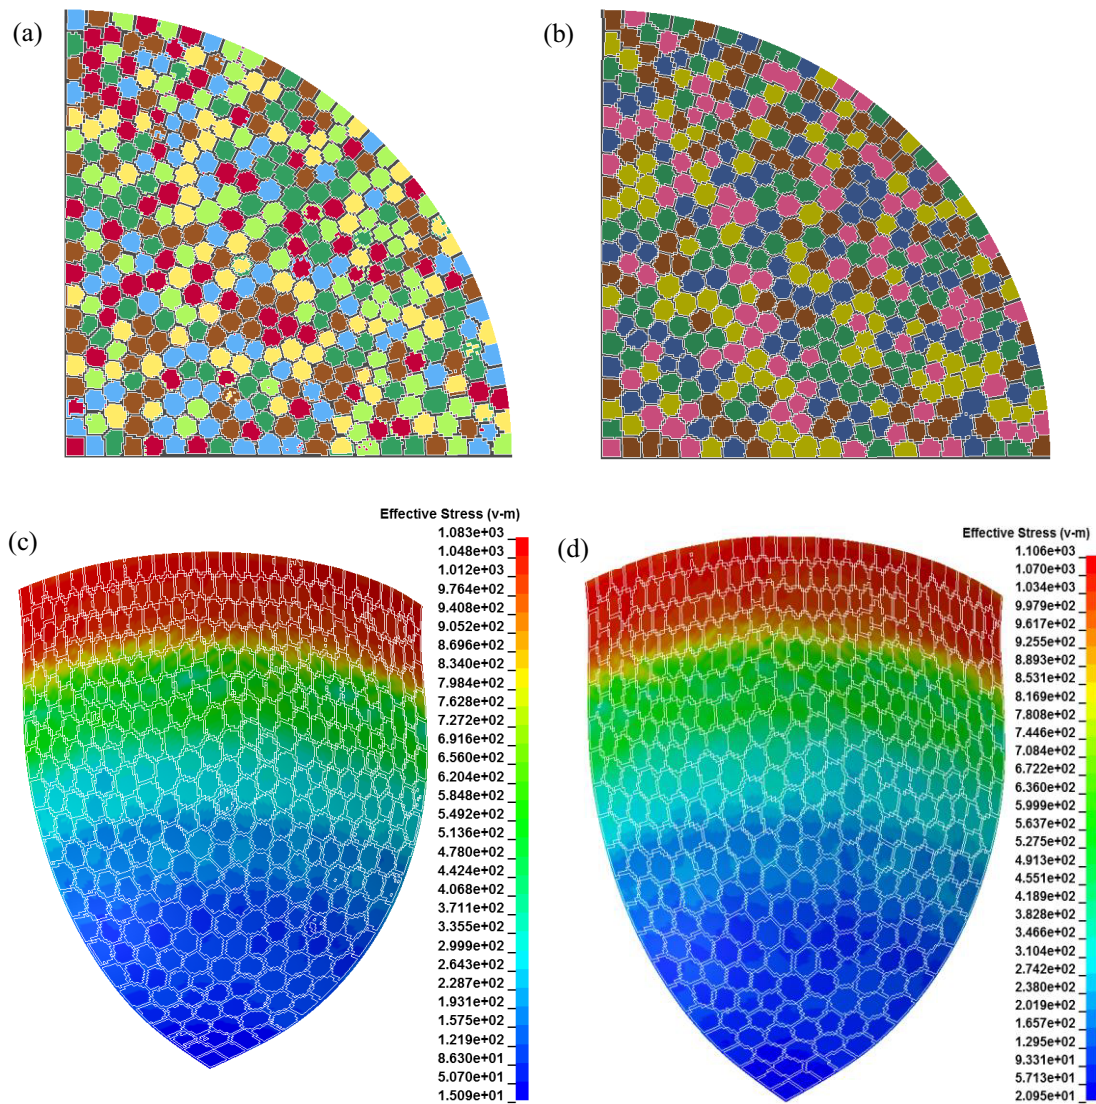 (a)
(b)
(c)
Effective Stress (v-m)
1.083e+03
1.048e+03
1.012e+03
9.764e+02
9.408e+02
9.052e+02
8.696e+02
8.340e+02
7.984e+02
7.628e+02
7.272e+02
6.916e+02
6.560e+02
6.204e+02
5.848e+02
5.492e+02
5.136e+02
4.780e+02
4.424e+02
4.068e+02
3.711e+02
3.355e+02
2.999e+02
2.643e+02
2.287e+02
1.931e+02
1.575e+02
1.219e+02
8.630e+01
5.070e+01
1.509e+01
(d)
Effective Stress (v-m)
1.106e+03
1.070e+03
1.034e+03
9.979e+02
9.617e+02
9.255e+02
8.893e+02
8.531e+02
8.169e+02
7.808e+02
7.446e+02
7.084e+02
6.722e+02
6.360e+02
5.999e+02
5.637e+02
5.275e+02
4.913e+02
4.551e+02
4.189e+02
3.828e+02
3.466e+02
3.104e+02
2.742e+02
2.380e+02
2.019e+02
1.657e+02
1.295e+02
9.331e+01
5.713e+01
2.095e+01